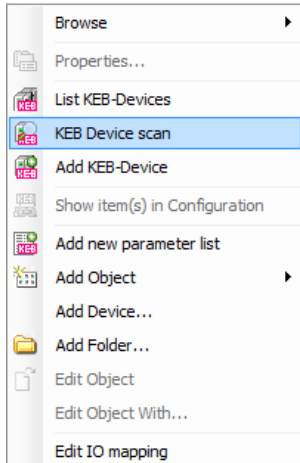 Browse
Properties...
List KEB-Devices
KEB Device scan
Add KEB-Device
Show item(s) in Configuration
Add new parameter list
Add Object
Add Device...
Add Folder...
Edit Object
Edit Object With...
Edit IO mapping